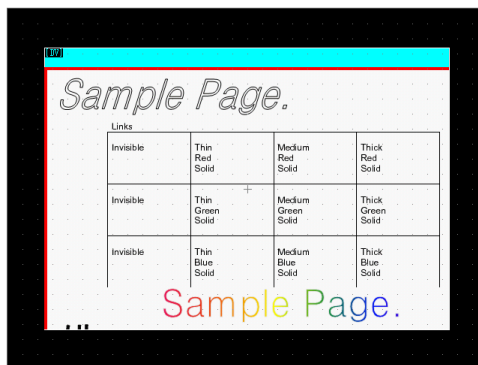 [DV]
Sample Page.
Links
Invisible Thin Medium Thick
Red Red Red
Solid Solid Solid
Invisible Thin Medium Thick
Green Green Green
Solid Solid Solid
Invisible Thin Medium Thick
Blue Blue Blue
Solid Solid Solid
Sample Page.